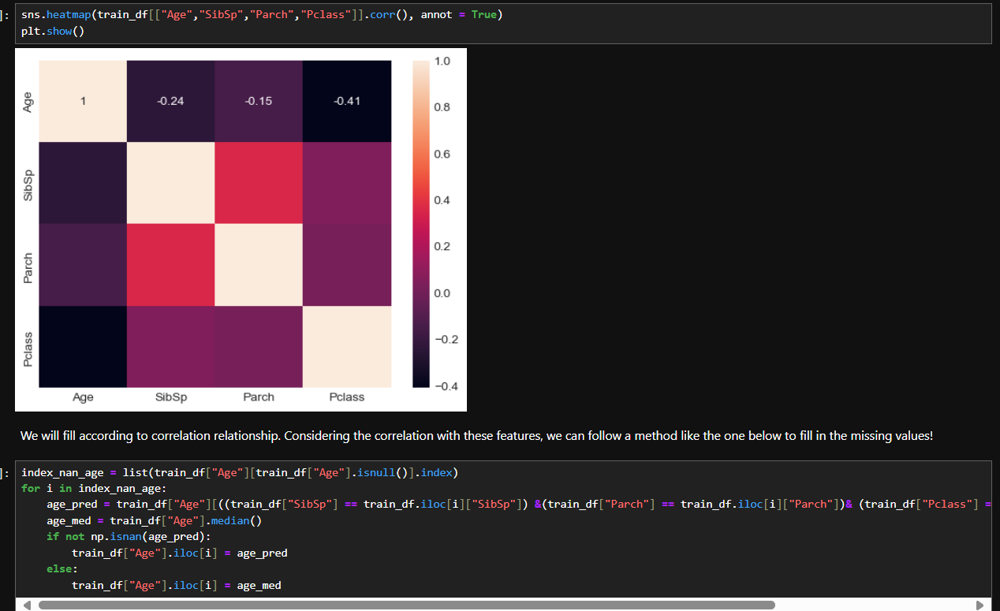 ]: sns.heatmap(train_df[["Age","SibSp","Parch","Pclass"]].corr(), annot = True)
plt.show()
1.0
Age 1 -0.24 -0.15 -0.41
0.8
0.6
SibSp
0.4
0.2
Parch
0.0
−0.2
Pclass
−0.4
Age SibSp Parch Pclass
We will fill according to correlation relationship. Considering the correlation with these features, we can follow a method like the one below to fill in the missing values!
]: index_nan_age = list(train_df["Age"][train_df["Age"].isnull()].index)
for i in index_nan_age:
    age_pred = train_df["Age"][((train_df["SibSp"] == train_df.iloc[i]["SibSp"]) &(train_df["Parch"] == train_df.iloc[i]["Parch"])& (train_df["Pclass"] =
    age_med = train_df["Age"].median()
    if not np.isnan(age_pred):
        train_df["Age"].iloc[i] = age_pred
    else:
        train_df["Age"].iloc[i] = age_med